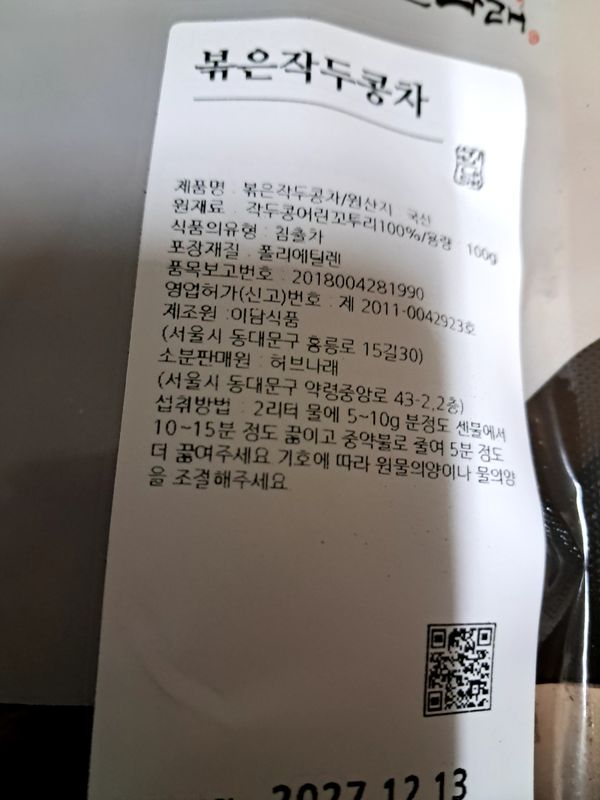 볶은작두콩차
제품명 : 볶은작두콩차/원산지 : 국산
원재료 : 작두콩어린꼬투리100%/용량 : 100g
식품의유형 : 침출차
포장재질 : 폴리에틸렌
품목보고번호 : 2018004281990
영업허가(신고)번호 : 제 2011-0042923호
제조원 :이담식품
(서울시 동대문구 홍릉로 15길30)
소분판매원 : 허브나래
(서울시 동대문구 약령중앙로 43-2,2층)
섭취방법 : 2리터 물에 5~10g 분정도 센불에서
10~15분 정도 끓이고 중약불로 줄여 5분 정도
더 끓여주세요 기호에 따라 원물의양이나 물의양
을 조절해주세요
2027.12.13